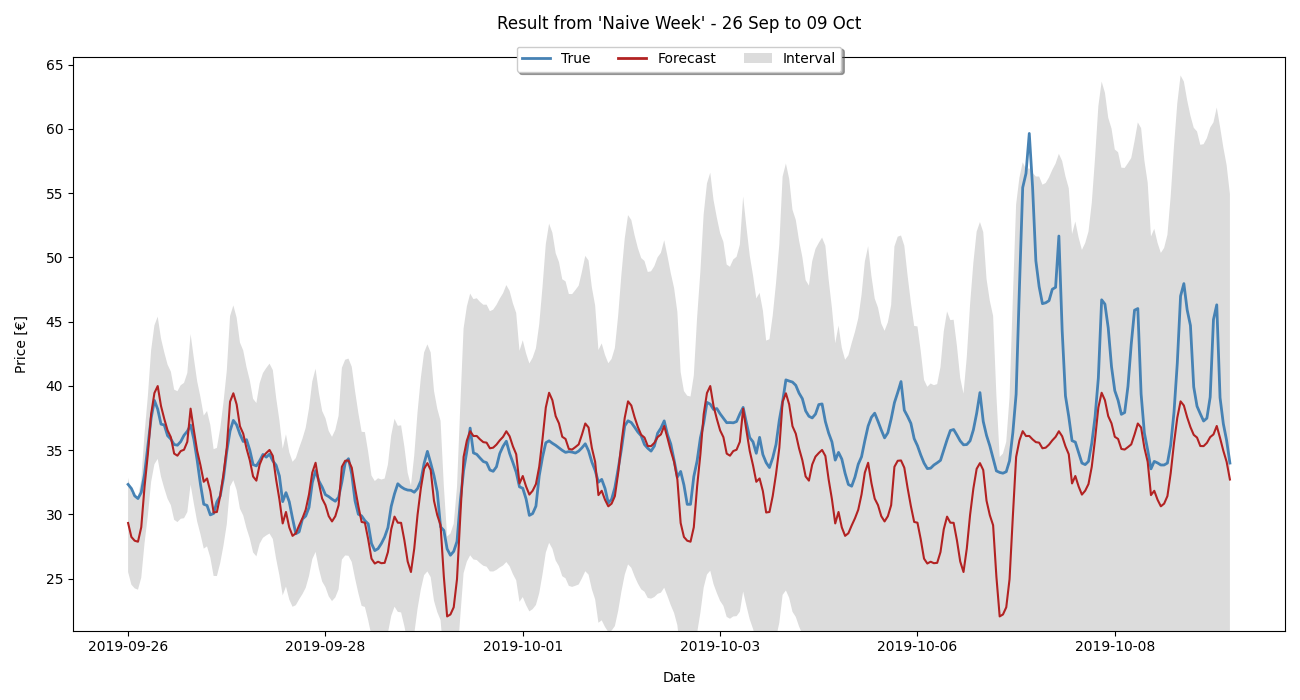 Result from 'Naive Week' - 26 Sep to 09 Oct
True Forecast Interval
65
60
55
50
45
40
35
30
25
Price [€]
2019-09-26 2019-09-28 2019-10-01 2019-10-03 2019-10-06 2019-10-08
Date